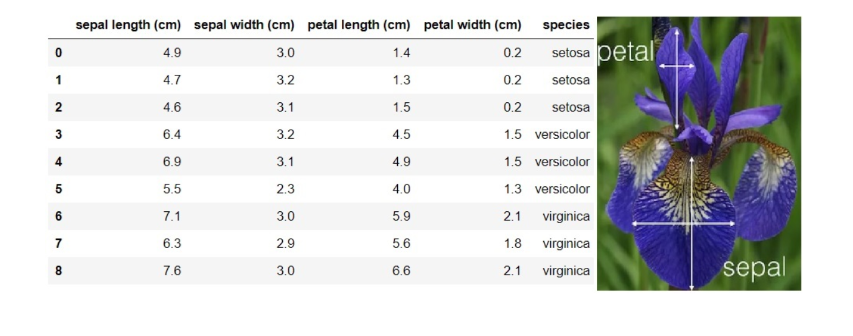 sepal length (cm) sepal width (cm) petal length (cm) petal width (cm) species
0 4.9 3.0 1.4 0.2 setosa
1 4.7 3.2 1.3 0.2 setosa
2 4.6 3.1 1.5 0.2 setosa
3 6.4 3.2 4.5 1.5 versicolor
4 6.9 3.1 4.9 1.5 versicolor
5 5.5 2.3 4.0 1.3 versicolor
6 7.1 3.0 5.9 2.1 virginica
7 6.3 2.9 5.6 1.8 virginica
8 7.6 3.0 6.6 2.1 virginica
petal
sepal